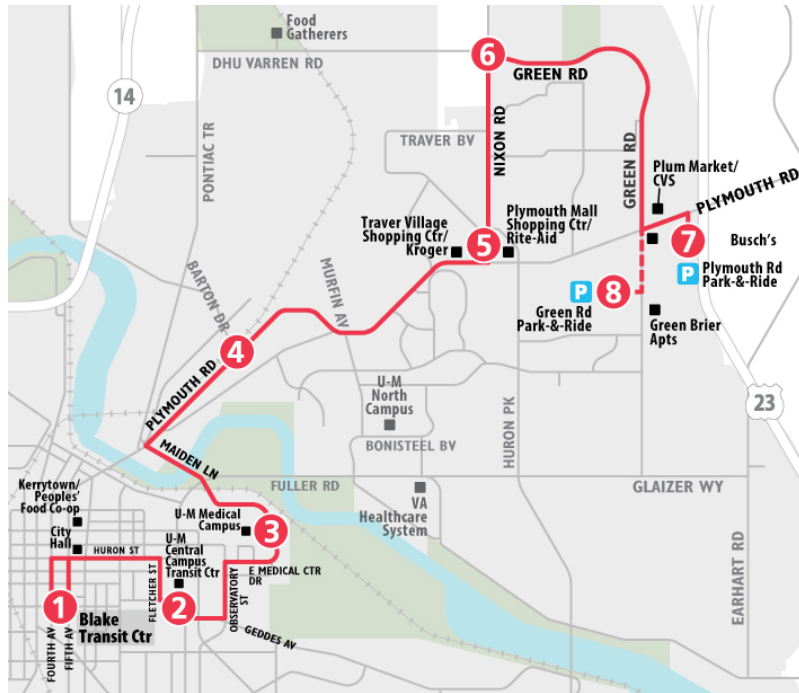 Food
Gatherers
6
DHU VARREN RD
GREEN RD
14
PONTIAC TR
NIXON RD
TRAVER BV
GREEN RD
Plum Market/
CVS
PLYMOUTH RD
Traver Village
Shopping Ctr/
Kroger
5
Plymouth Mall
Shopping Ctr/
Rite-Aid
7
Busch's
P
Plymouth Rd
Park-&-Ride
BARTON DR
MURFIN AV
P
8
Green Rd
Park-&-Ride
Green Brier
Apts
4
PLYMOUTH RD
U-M
North
Campus
HURON PK
23
MAIDEN LN
BONISTEEL BV
Kerrytown/
Peoples'
Food Co-op
FULLER RD
GLAIZER WY
VA
Healthcare
System
U-M Medical
Campus
3
City
Hall
HURON ST
U-M
Central
Campus
Transit Ctr
E MEDICAL CTR
DR
EARHART RD
FLETCHER ST
OBSERVATORY
ST
1
2
Blake
Transit Ctr
GEDDES AV
FOURTH AV
FIFTH AV